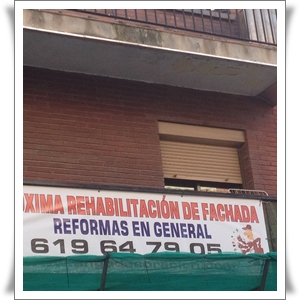 XIMA REHABILITACIÓN DE FACHADA
REFORMAS EN GENERAL
619 64 79 05